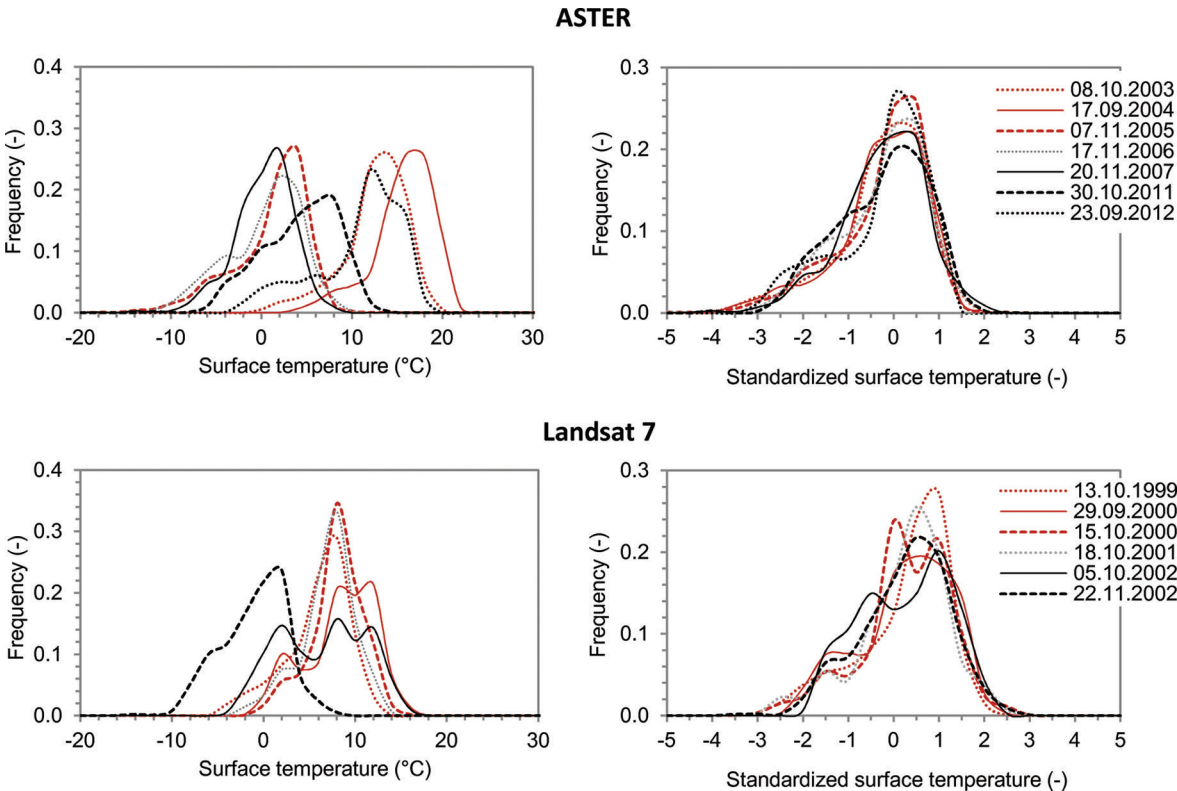 ASTER
0.4
0.3
0.2
0.1
0.0
Frequency (-)
-20 -10 0 10 20 30
Surface temperature (°C)
0.3
0.2
0.1
0.0
Frequency (-)
08.10.2003
17.09.2004
07.11.2005
17.11.2006
20.11.2007
30.10.2011
23.09.2012
-5 -4 -3 -2 -1 0 1 2 3 4 5
Standardized surface temperature (-)
Landsat 7
0.4
0.3
0.2
0.1
0.0
Frequency (-)
-20 -10 0 10 20 30
Surface temperature (°C)
0.3
0.2
0.1
0.0
Frequency (-)
13.10.1999
29.09.2000
15.10.2000
18.10.2001
05.10.2002
22.11.2002
-5 -4 -3 -2 -1 0 1 2 3 4 5
Standardized surface temperature (-)